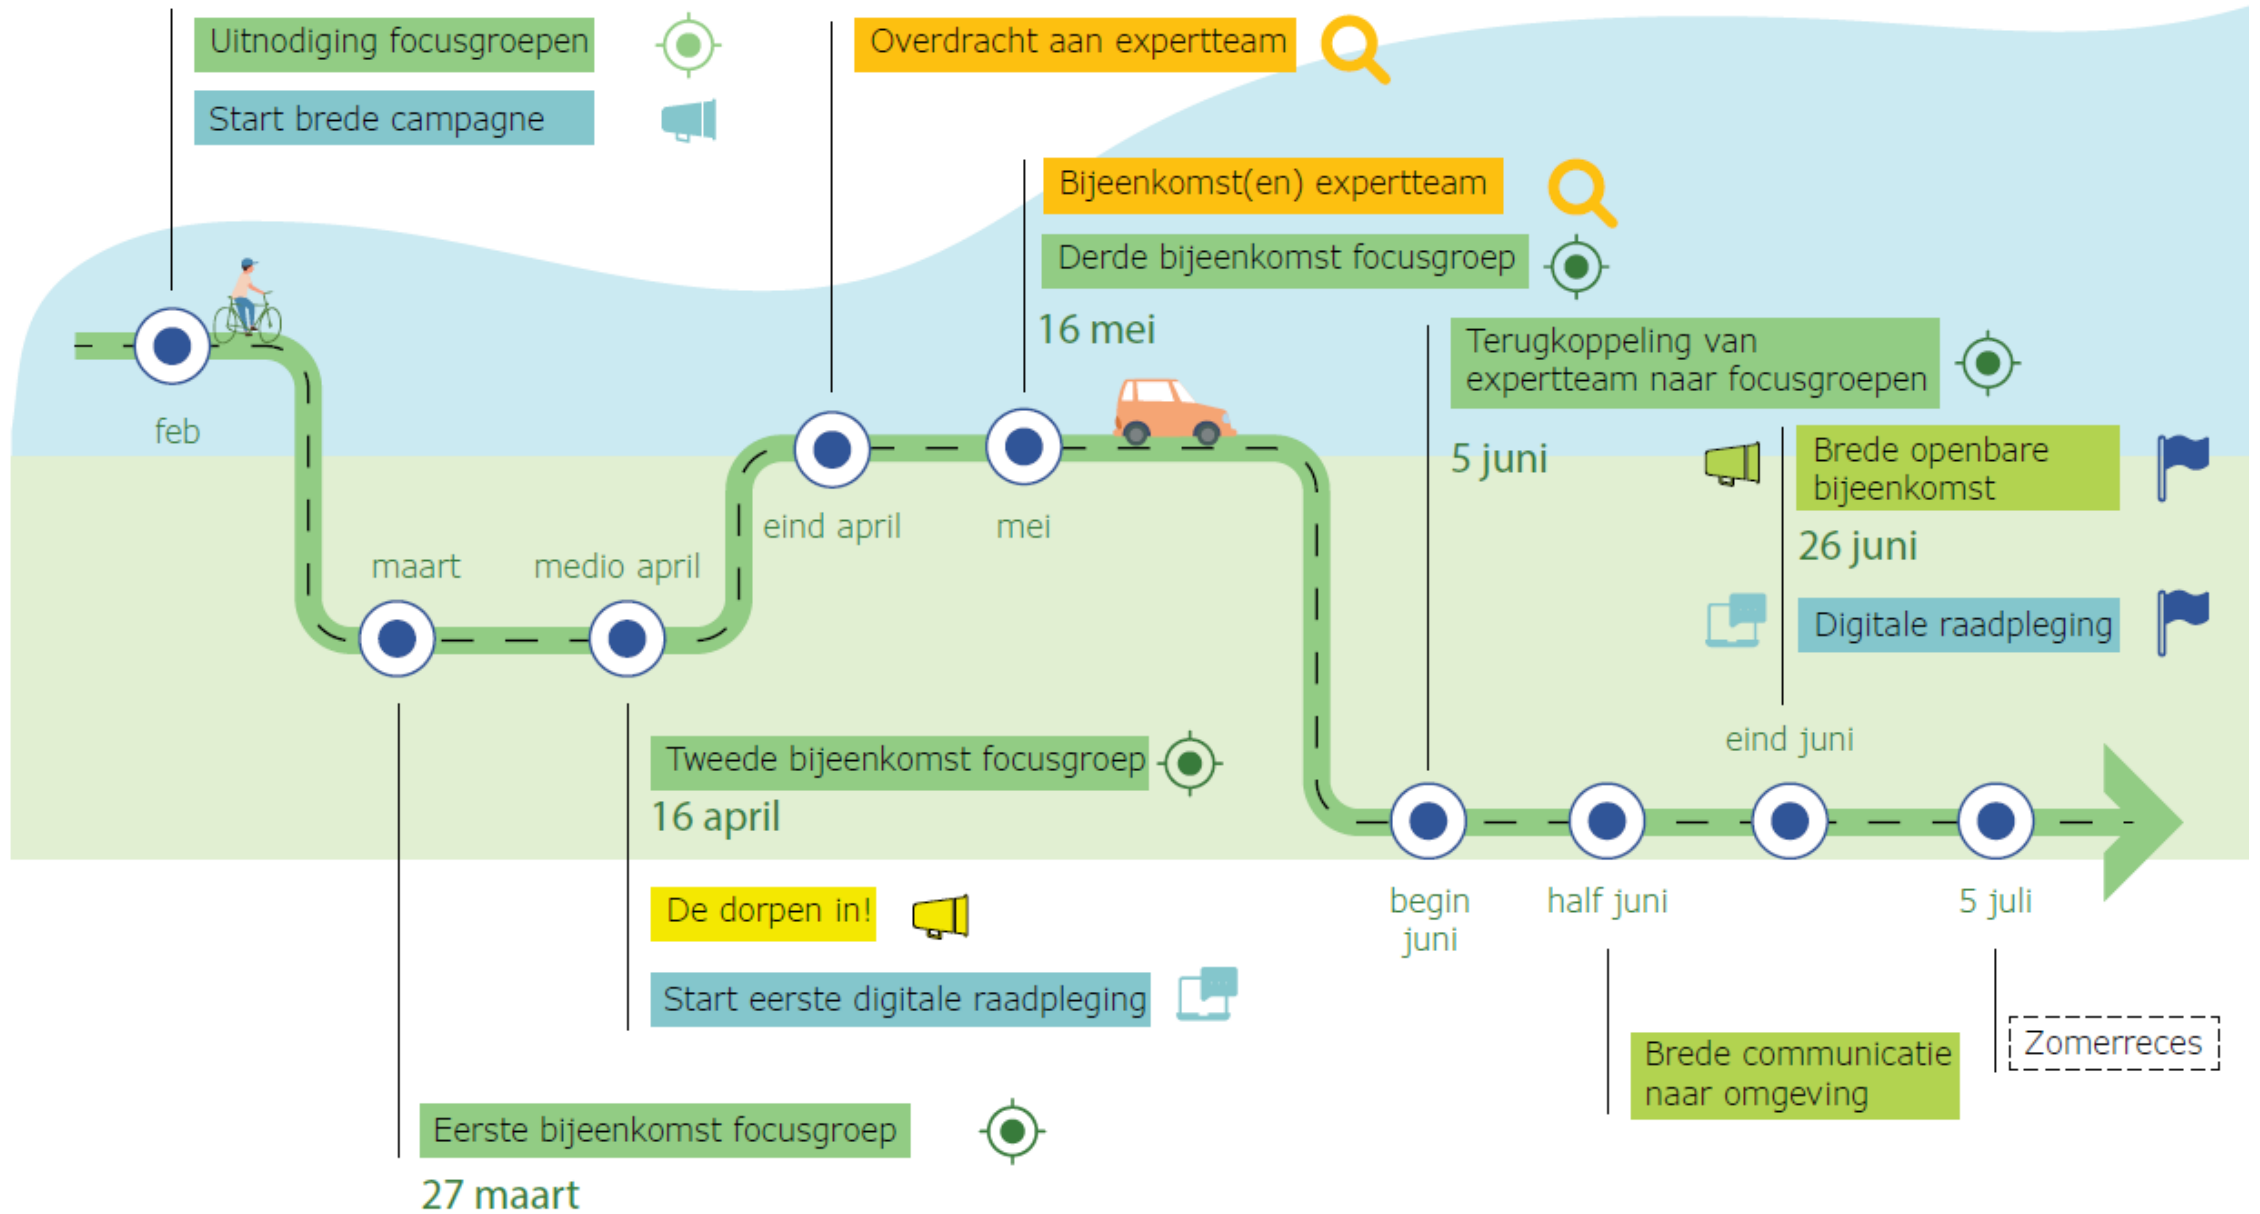 Uitnodiging focusgroepen
Start brede campagne
feb
maart
Eerste bijeenkomst focusgroep
27 maart
medio april
Tweede bijeenkomst focusgroep
16 april
De dorpen in!
Start eerste digitale raadpleging
Overdracht aan expertteam
eind april
Bijeenkomst(en) expertteam
Derde bijeenkomst focusgroep
16 mei
mei
Terugkoppeling van
expertteam naar focusgroepen
5 juni
begin
juni
half juni
Brede communicatie
naar omgeving
Brede openbare
bijeenkomst
26 juni
Digitale raadpleging
eind juni
5 juli
Zomerreces